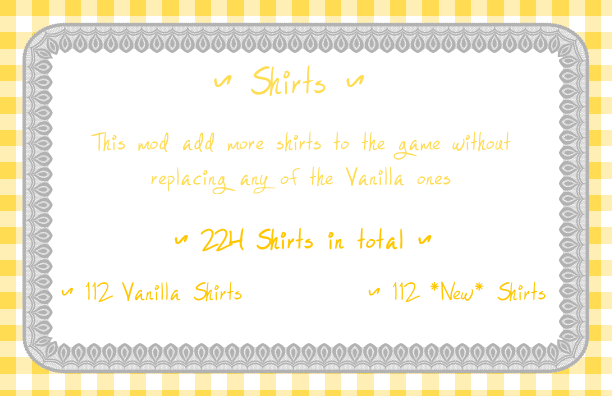 ~ Shirts ~
This mod add more shirts to the game without
replacing any of the Vanilla ones
~ 224 Shirts in total ~
~ 112 Vanilla Shirts
~ 112 *New* Shirts